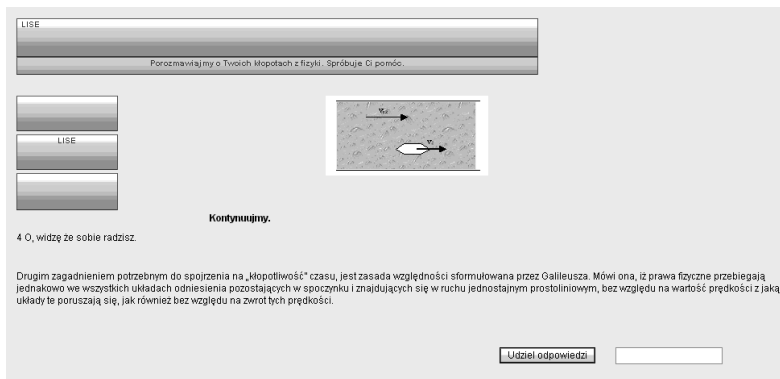 LISE
Porozmawiajmy o Twoich kłopotach z fizyki. Spróbuje Ci pomóc.
LISE
Kontynuujmy.
4 O, widzę że sobie radzisz.
Drugim zagadnieniem potrzebnym do spojrzenia na „kłopotliwość” czasu, jest zasada względności sformułowana przez Galileusza. Mówi ona, iż prawa fizyczne przebiegają
jednakowo we wszystkich układach odniesienia pozostających w spoczynku i znajdujących się w ruchu jednostajnym prostoliniowym, bez względu na wartość prędkości z jaką
układy te poruszają się, jak również bez względu na zwrot tych prędkości.
Udziel odpowiedzi